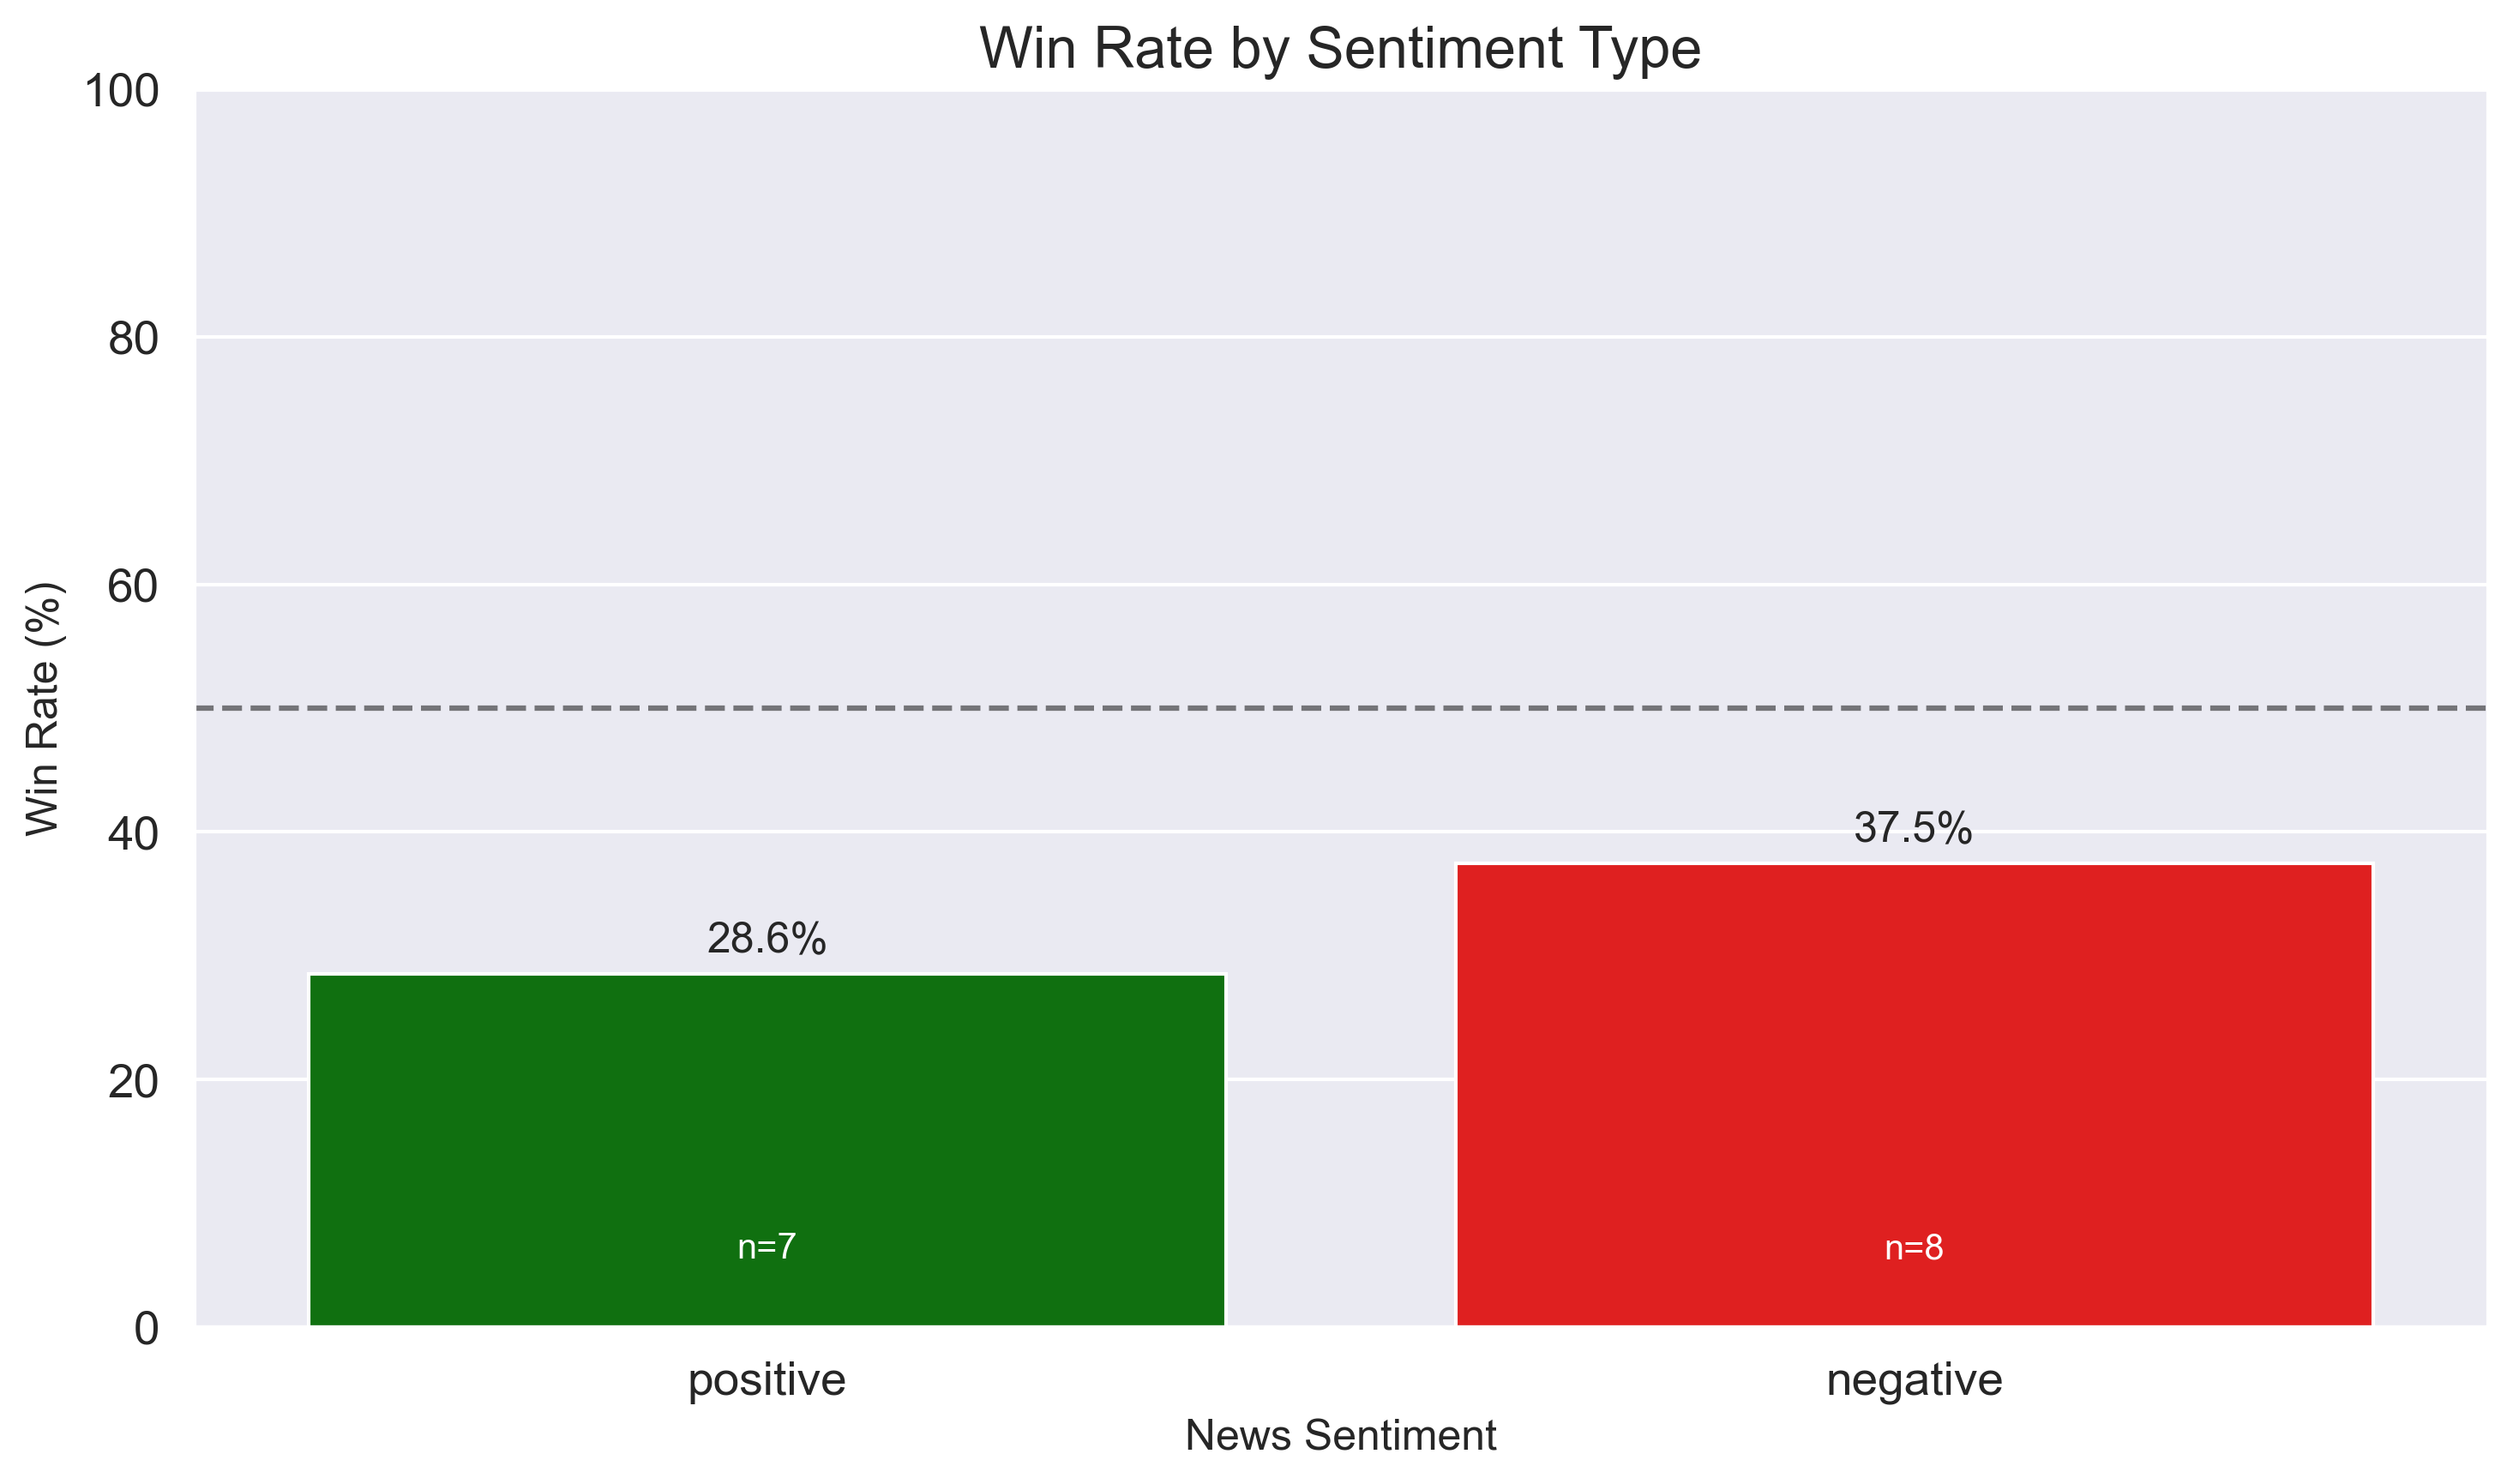 Win Rate by Sentiment Type
100
80
60
40
20
0
Win Rate (%)
28.6%
37.5%
n=7
n=8
positive
negative
News Sentiment